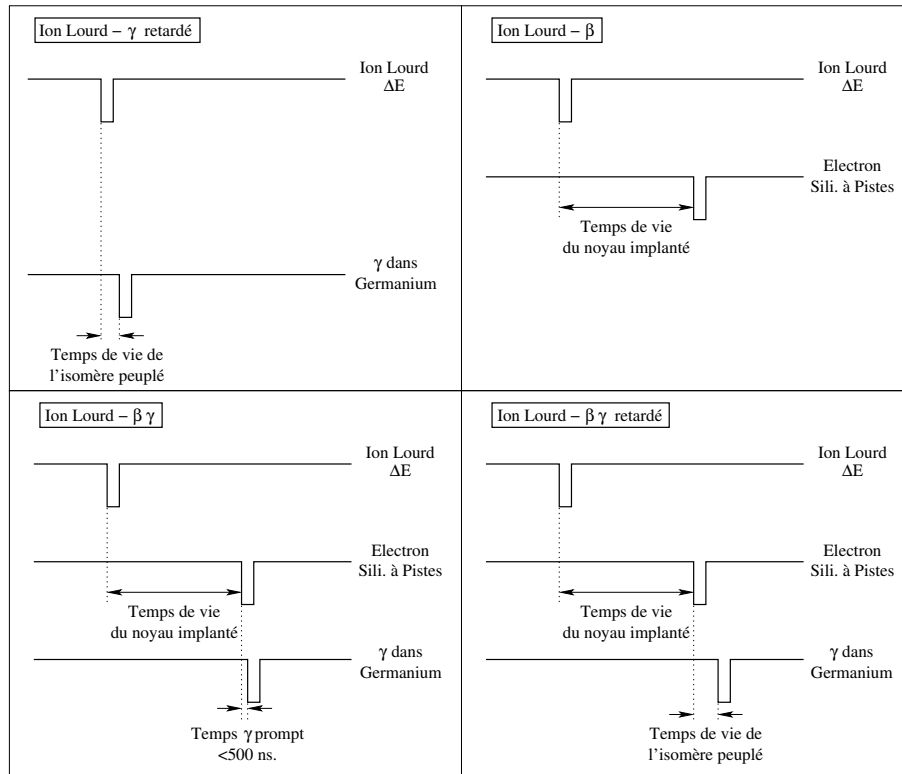 Ion Lourd – γ retardé
Ion Lourd
ΔE
γ dans
Germanium
Temps de vie de
l'isomère peuplé
Ion Lourd – β
Ion Lourd
ΔE
Electron
Sili. à Pistes
Temps de vie
du noyau implanté
Ion Lourd – β γ
Ion Lourd
ΔE
Electron
Sili. à Pistes
Temps de vie
du noyau implanté
γ dans
Germanium
Temps γ prompt
<500 ns.
Ion Lourd – β γ retardé
Ion Lourd
ΔE
Electron
Sili. à Pistes
Temps de vie
du noyau implanté
γ dans
Germanium
Temps de vie de
l'isomère peuplé